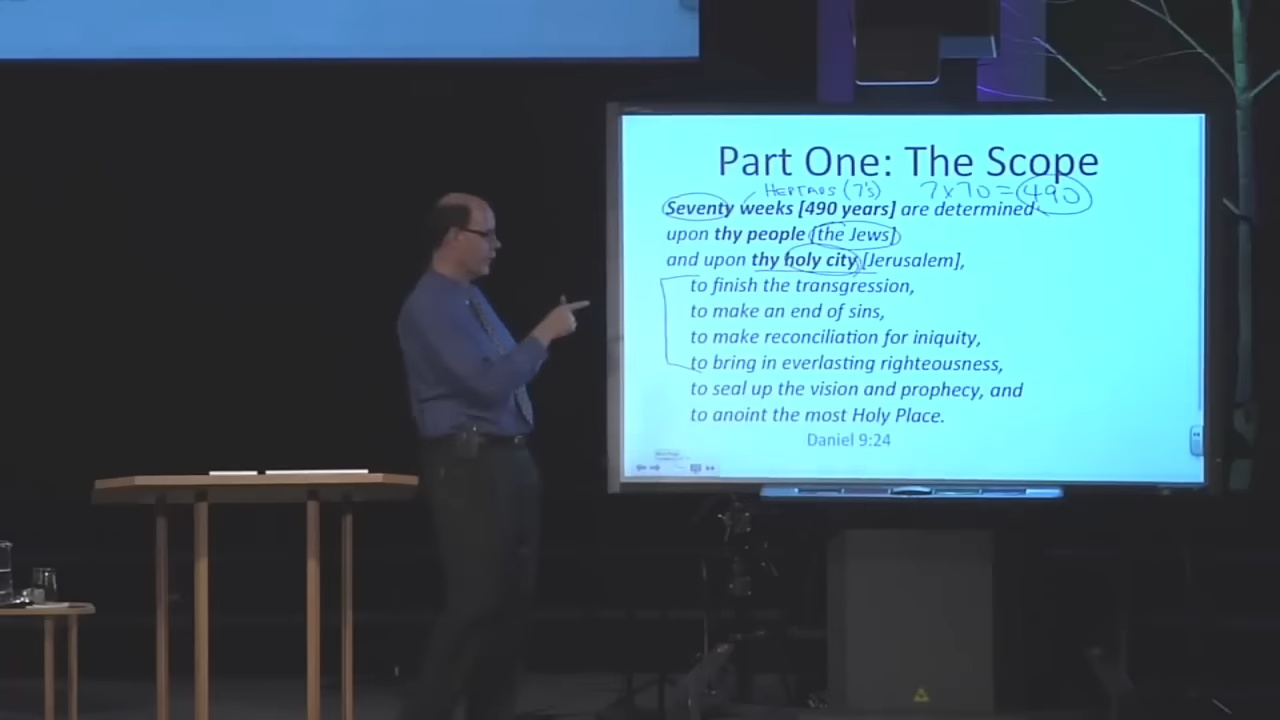 Part One: The Scope
HEPTADS (7's) 7 x 70 = 490
Seventy weeks [490 years] are determined
upon thy people [the Jews]
and upon thy holy city [Jerusalem],
to finish the transgression,
to make an end of sins,
to make reconciliation for iniquity,
to bring in everlasting righteousness,
to seal up the vision and prophecy, and
to anoint the most Holy Place.
Daniel 9:24